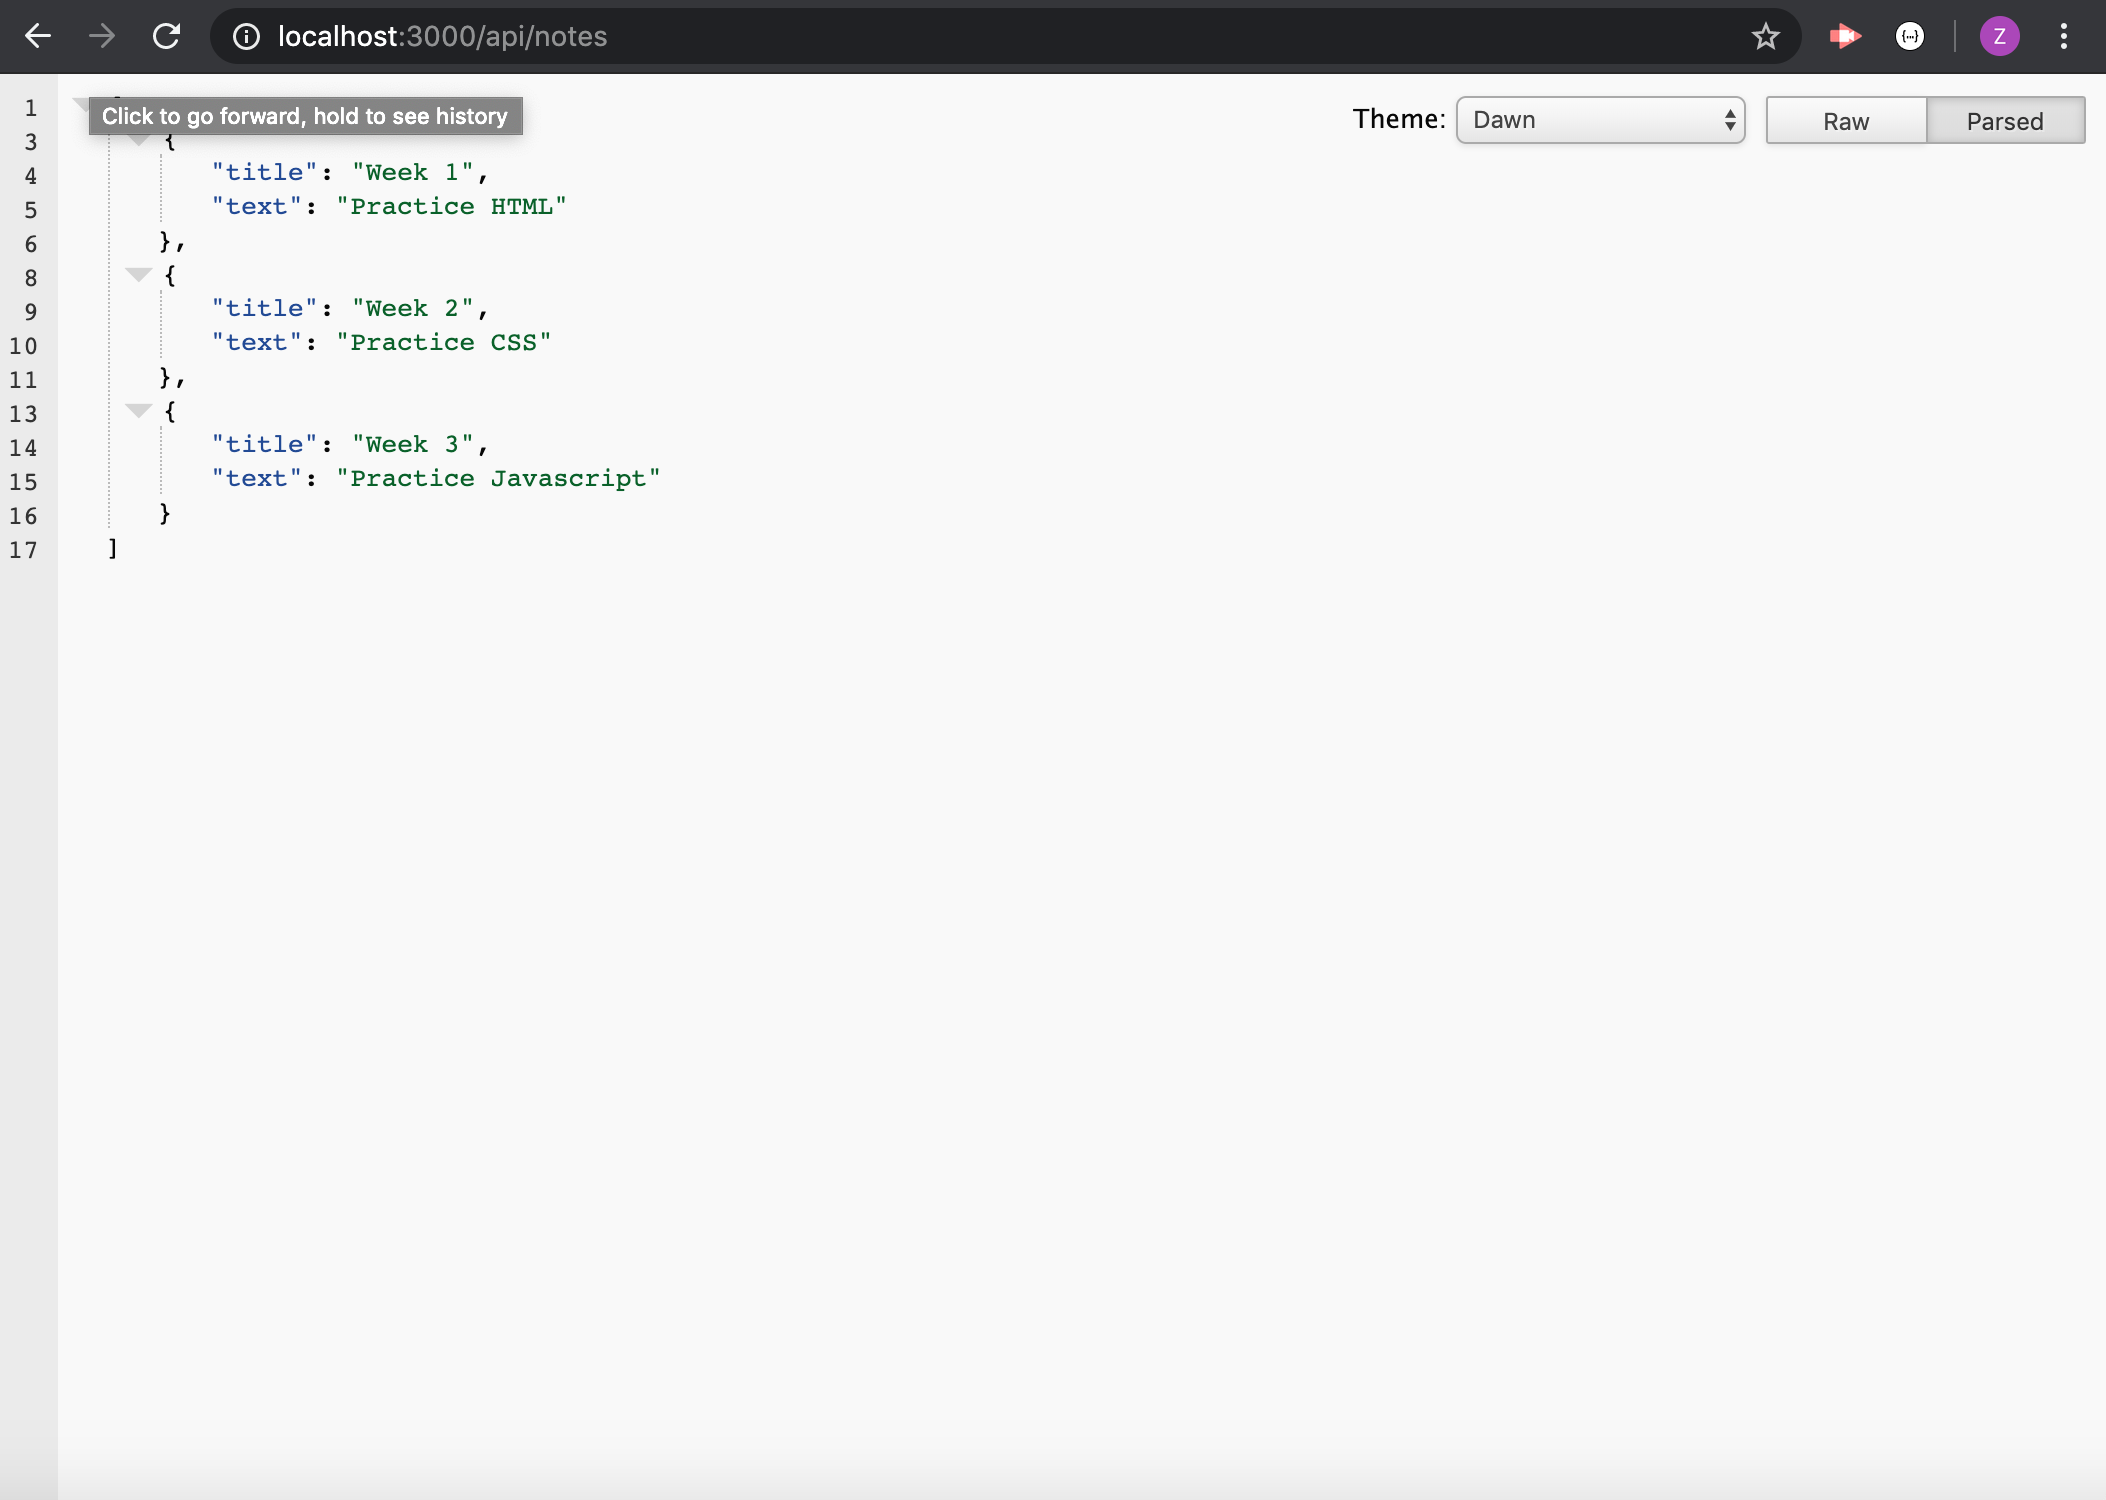 localhost:3000/api/notes
Z
Click to go forward, hold to see history
Theme: Dawn Raw Parsed
1
3 {
4 "title": "Week 1",
5 "text": "Practice HTML"
6 },
8 {
9 "title": "Week 2",
10 "text": "Practice CSS"
11 },
13 {
14 "title": "Week 3",
15 "text": "Practice Javascript"
16 }
17 ]